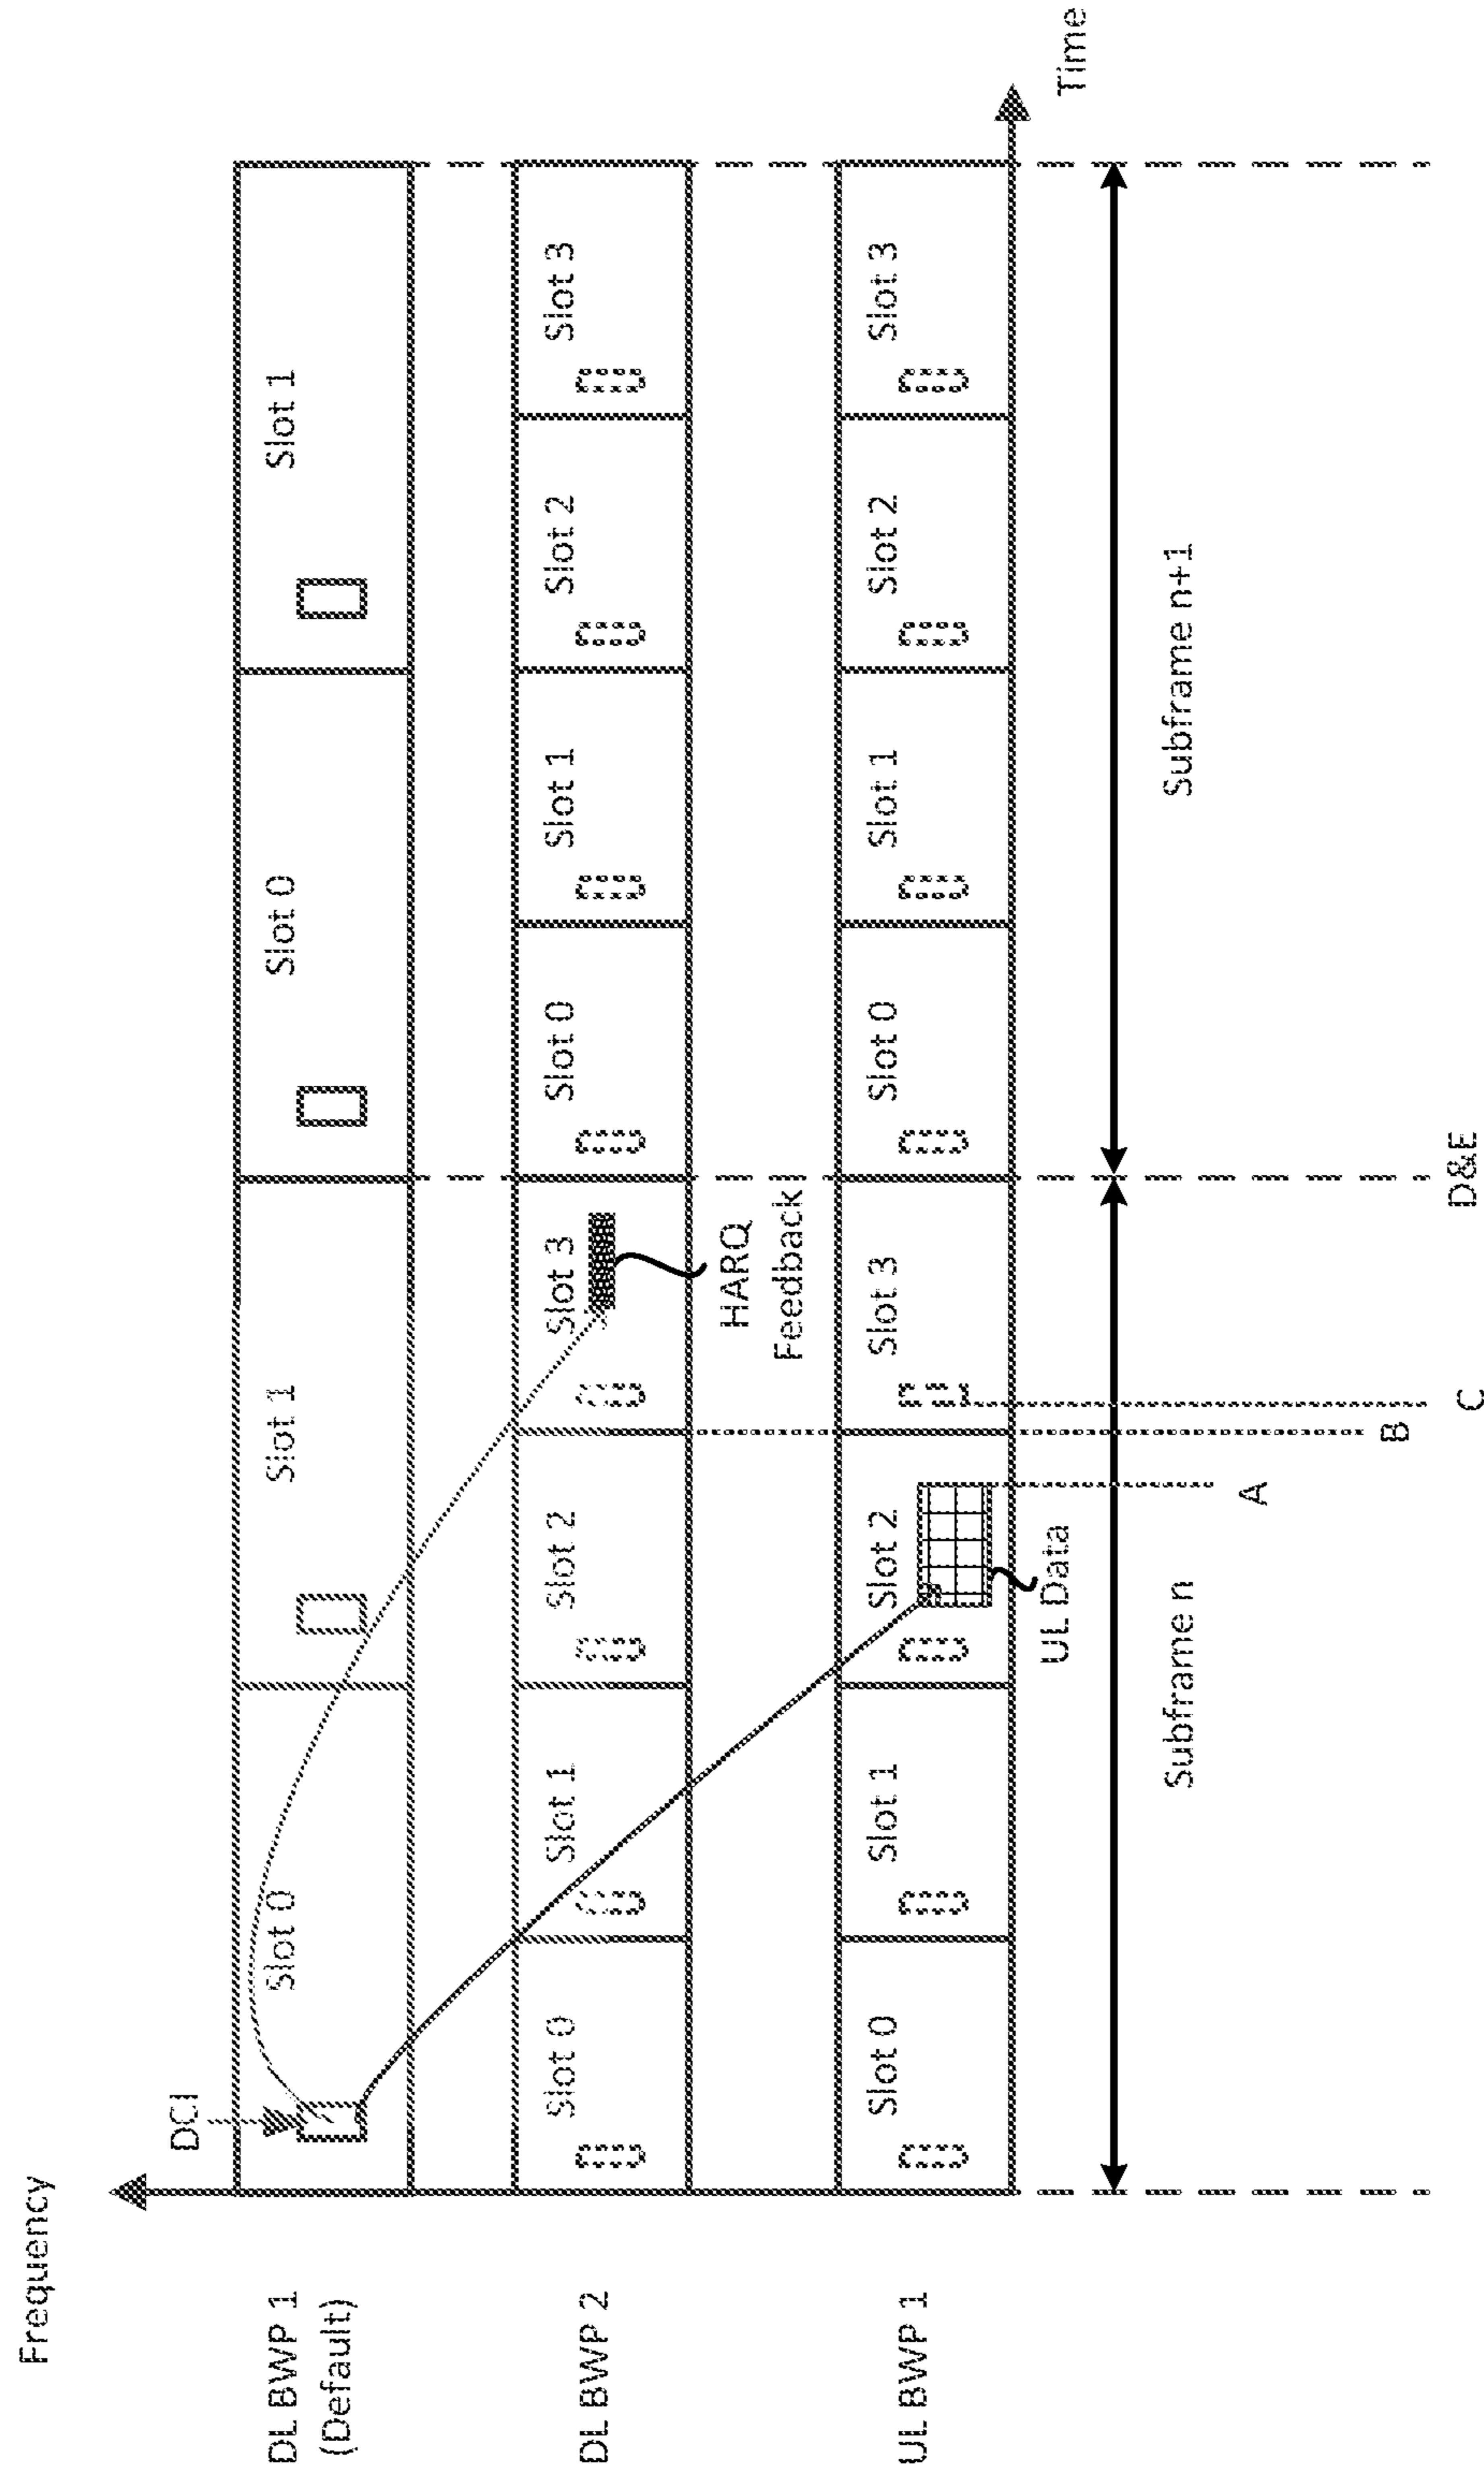 Frequency
DCI
DL BWP 1
(Default)
Slot 0
Slot 1
Slot 0
Slot 1
DL BWP 2
Slot 0
Slot 1
Slot 2
Slot 3
Slot 0
Slot 1
Slot 2
Slot 3
HARQ
Feedback
UL BWP 1
Slot 0
Slot 1
Slot 2
Slot 3
Slot 0
Slot 1
Slot 2
Slot 3
UL Data
Time
Subframe n
Subframe n+1
A
B
C
D&E